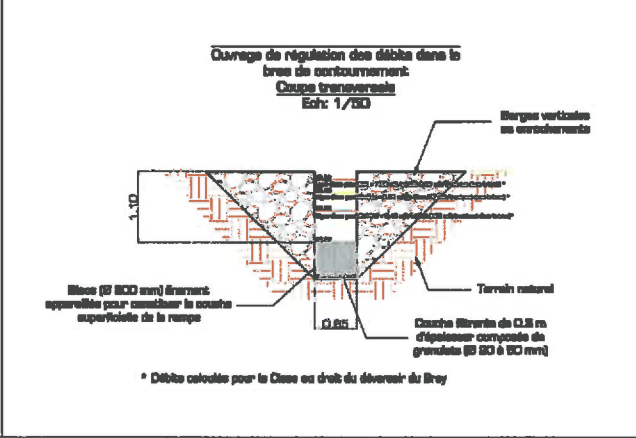 Ouvrage de régulation des débits dans le
bras de contournement
Coupe transversale
Ech: 1/50
Berges verticales
en enrochements
1.10
Terrain naturel
Blocs (Ø 200 mm) finement
appareillés pour constituer la couche
superficielle de la rampe
0.65
Couche filtrante de 0.2 m
d'épaisseur composée de
granulats (Ø 20 à 50 mm)
* Débits calculés pour la Cisse au droit du déversoir du Brey